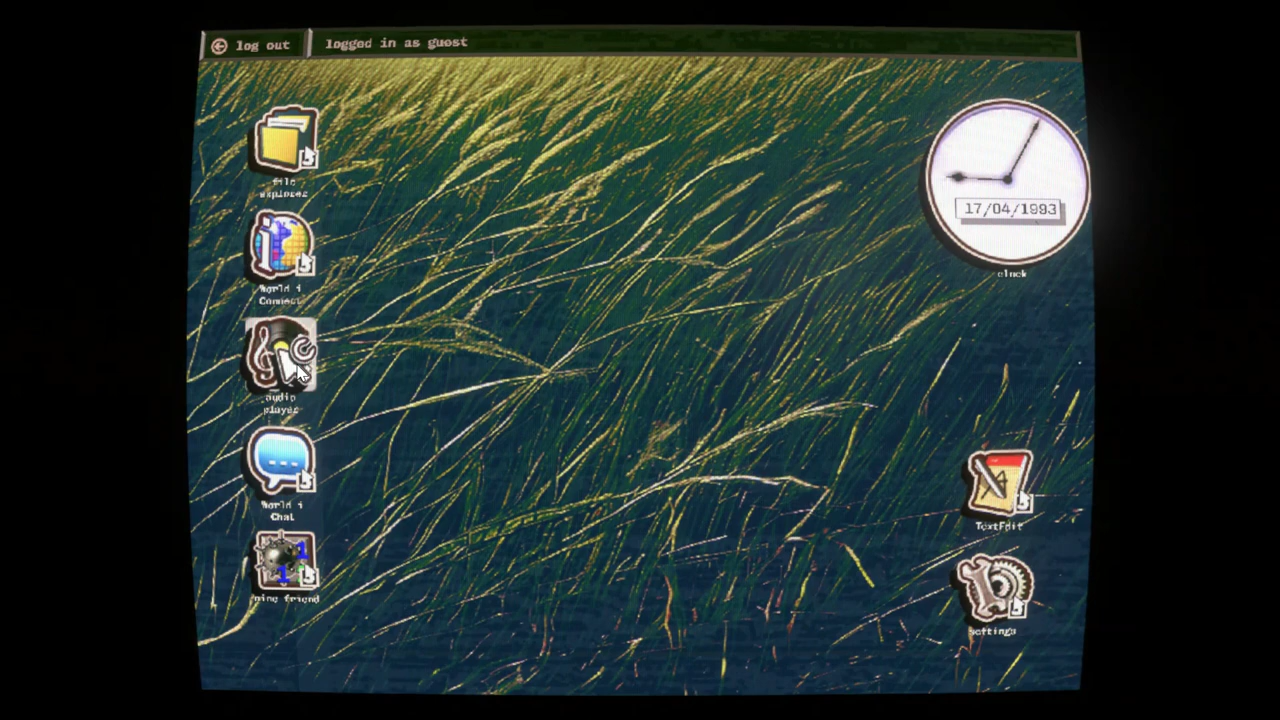 log out
logged in as guest
file
explorer
World i
Connect
audio
player
World i
Chat
mine friend
17/04/1993
clock
TextEdit
Settings